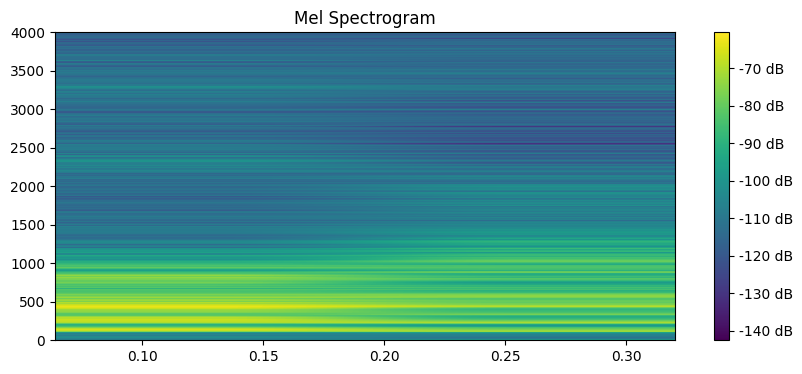 Mel Spectrogram
4000
3500
3000
2500
2000
1500
1000
500
0
0.10 0.15 0.20 0.25 0.30
-70 dB
-80 dB
-90 dB
-100 dB
-110 dB
-120 dB
-130 dB
-140 dB